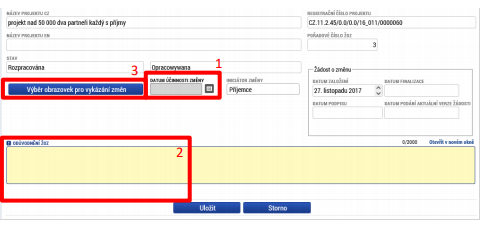 NÁZEV PROJEKTU CZ
projekt nad 50 000 dva partneři každý s příjmy
REGISTRAČNÍ ČÍSLO PROJEKTU
CZ.11.2.45/0.0/0.0/16_011/0000060
NÁZEV PROJEKTU EN
POŘADOVÉ ČÍSLO ŽOZ
3
STAV
Rozpracována
Opracowywana
3
1
Výběr obrazovek pro vykázání změn
DATUM ÚČINNOSTI ZMĚNY
INICIÁTOR ZMĚNY
Příjemce
Žádost o změnu
DATUM ZALOŽENÍ
27. listopadu 2017
DATUM FINALIZACE
DATUM PODPISU
DATUM PODÁNÍ AKTUÁLNÍ VERZE ŽÁDOSTI
ODŮVODNĚNÍ ŽOZ
2
0/2000
Otevřít v novém okně
Uložit
Storno